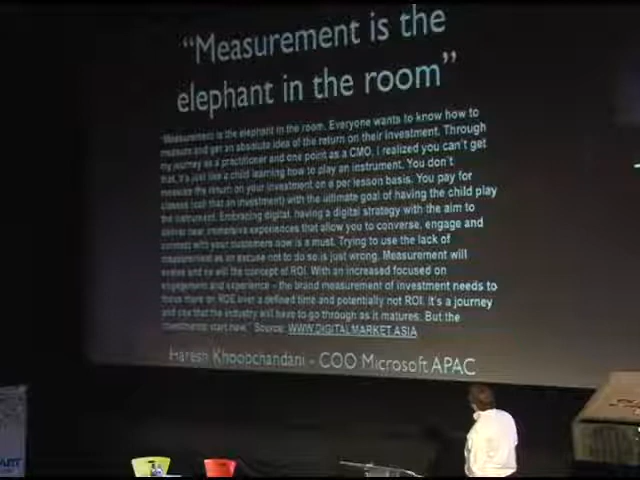 "Measurement is the
elephant in the room"
"Measurement is the elephant in the room. Everyone wants to know how to
measure and get an absolute idea of the return on their investment. Through
my journey as a practitioner and one point as a CMO, I realized you can't get
that. It's just like a child learning how to play an instrument. You don't
measure the return on your investment on a per lesson basis. You pay for
classes (call that an investment) with the ultimate goal of having the child play
the instrument. Embracing digital, having a digital strategy with the aim to
deliver new immersive experiences that allow you to converse, engage and
connect with your customers now is a must. Trying to use the lack of
measurement as an excuse not to do so is just wrong. Measurement will
evolve and so will the concept of ROI. With an increased focused on
engagement and experience - the brand measurement of investment needs to
focus more on ROE over a defined time and potentially not ROI. It's a journey
and one that the industry will have to go through as it matures. But the
investments start now." Source: WWW.DIGITALMARKET.ASIA
Haresh Khoobchandani - COO Microsoft APAC